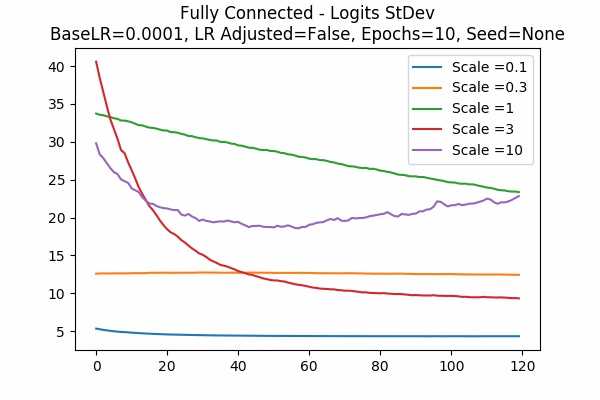 Fully Connected - Logits StDev
BaseLR=0.0001, LR Adjusted=False, Epochs=10, Seed=None
40
35
30
25
20
15
10
5
Scale =0.1
Scale =0.3
Scale =1
Scale =3
Scale =10
0 20 40 60 80 100 120